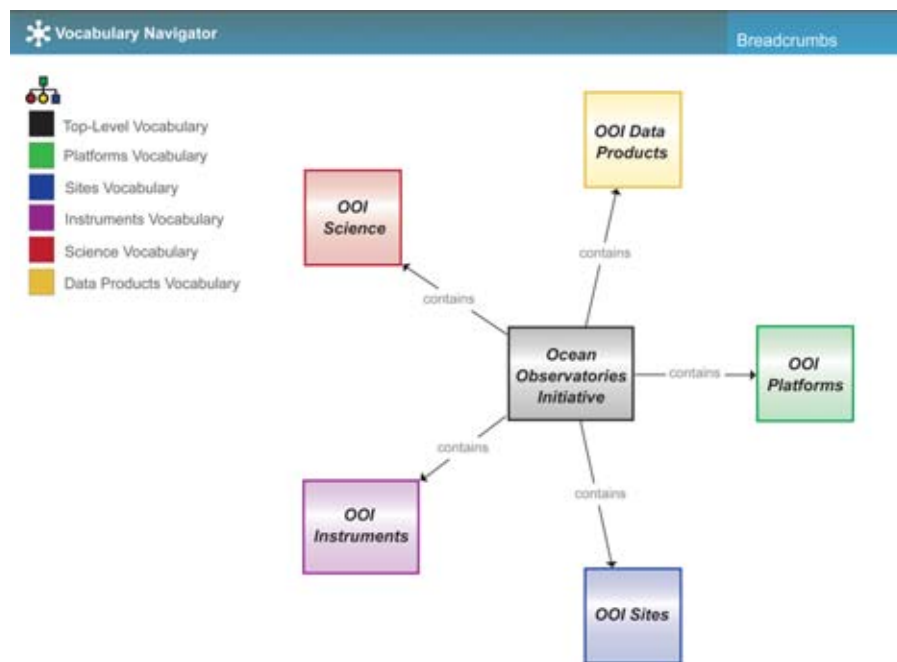 Vocabulary Navigator
Breadcrumbs
Top-Level Vocabulary
Platforms Vocabulary
Sites Vocabulary
Instruments Vocabulary
Science Vocabulary
Data Products Vocabulary
OOI Data
Products
OOI
Science
contains
contains
Ocean
Observatories
Initiative
contains
OOI
Platforms
contains
contains
OOI
Instruments
OOI Sites